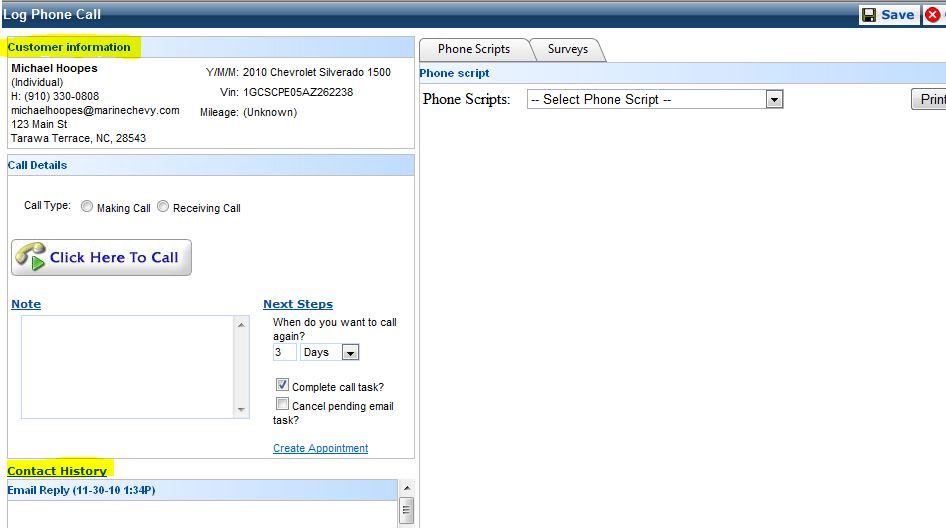 Log Phone Call
Save
Customer information
Michael Hoopes
(Individual)
H: (910) 330-0808
michaelhoopes@marinechevy.com
123 Main St
Tarawa Terrace, NC, 28543
Y/M/M: 2010 Chevrolet Silverado 1500
Vin: 1GCSCPE05AZ262238
Mileage: (Unknown)
Call Details
Call Type: Making Call Receiving Call
Click Here To Call
Note
Next Steps
When do you want to call
again?
3 Days
Complete call task?
Cancel pending email
task?
Create Appointment
Contact History
Email Reply (11-30-10 1:34P)
Phone Scripts Surveys
Phone script
Phone Scripts: -- Select Phone Script --
Print